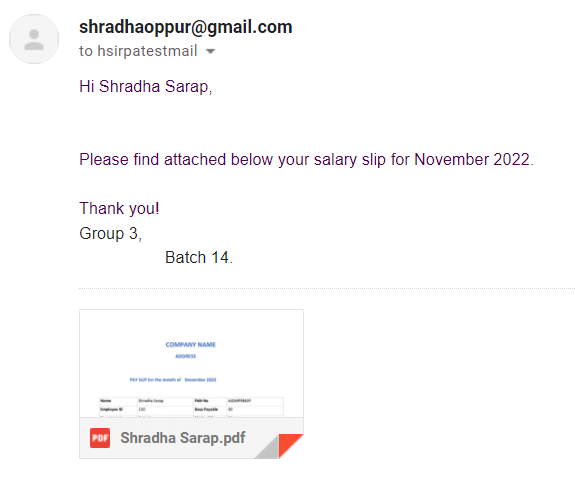 shradhaoppur@gmail.com
to hsirpatestmail
Hi Shradha Sarap,
Please find attached below your salary slip for November 2022.
Thank you!
Group 3,
Batch 14.
COMPANY NAME
ADDRESS
PAY SLIP for the month of November 2022
Name Shradha Sarap PAN No
Employee ID 120 Days Payable 30
PDF Shradha Sarap.pdf